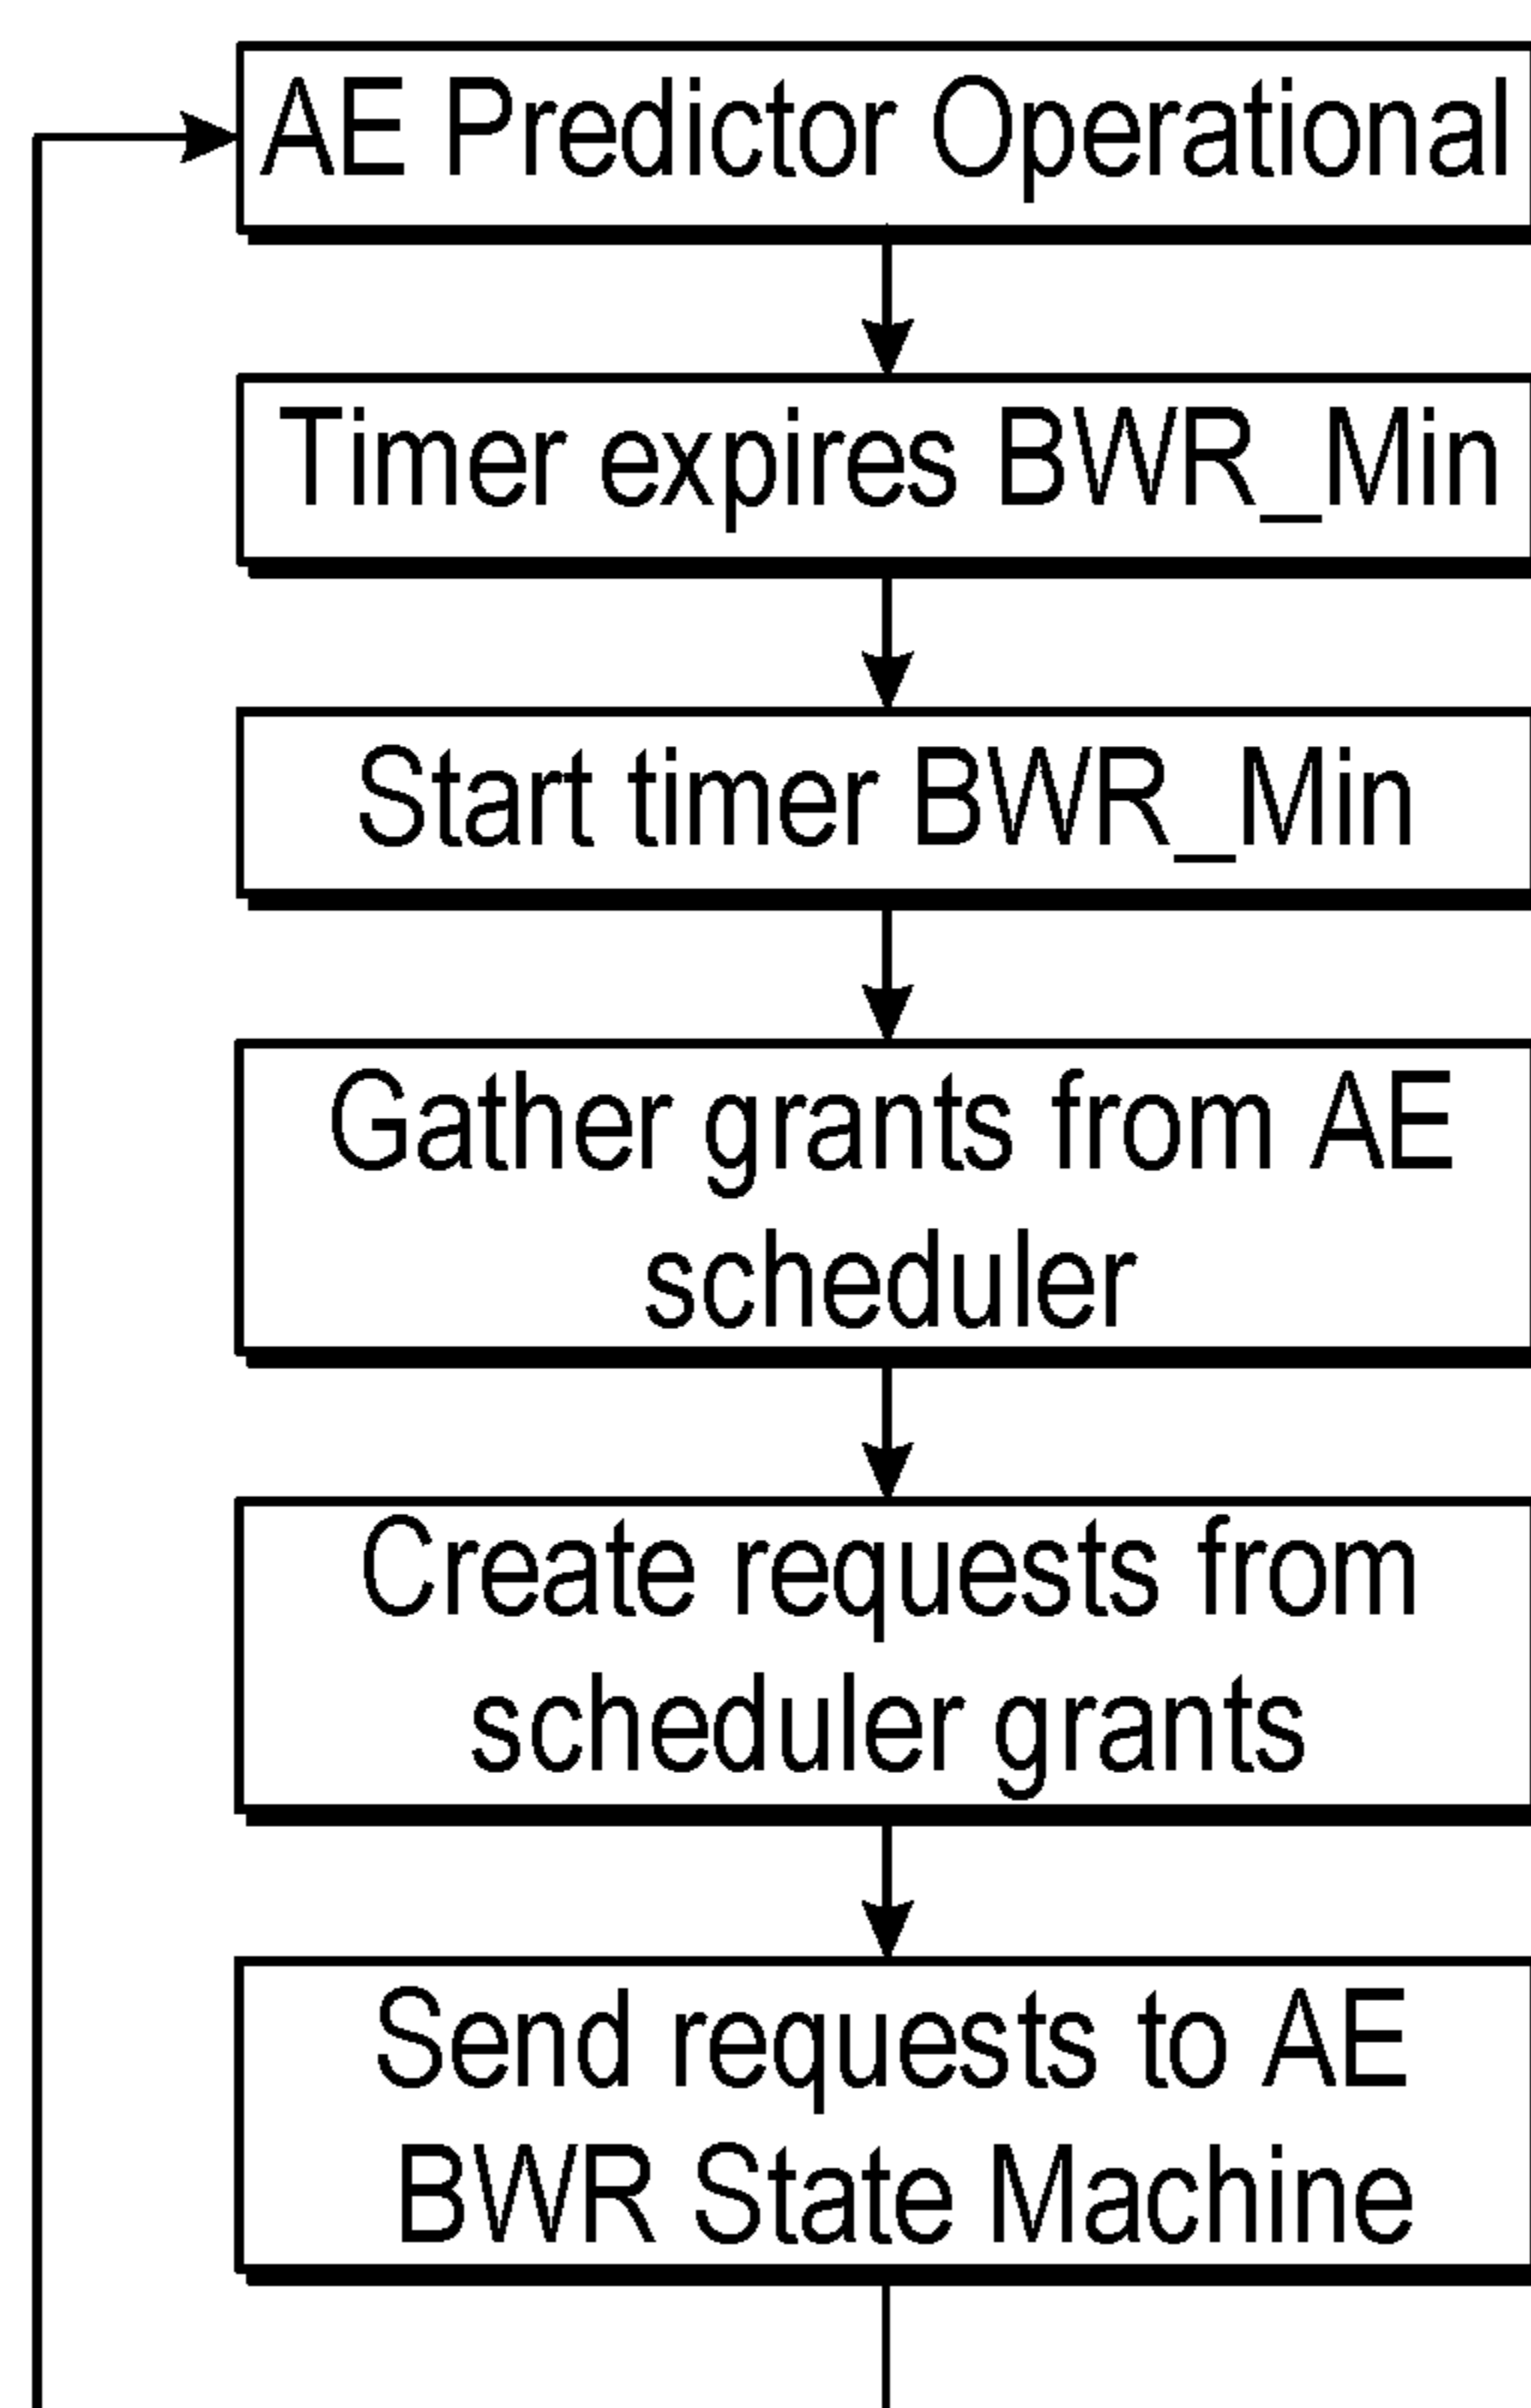 AE Predictor Operational
Timer expires BWR_Min
Start timer BWR_Min
Gather grants from AE
scheduler
Create requests from
scheduler grants
Send requests to AE
BWR State Machine